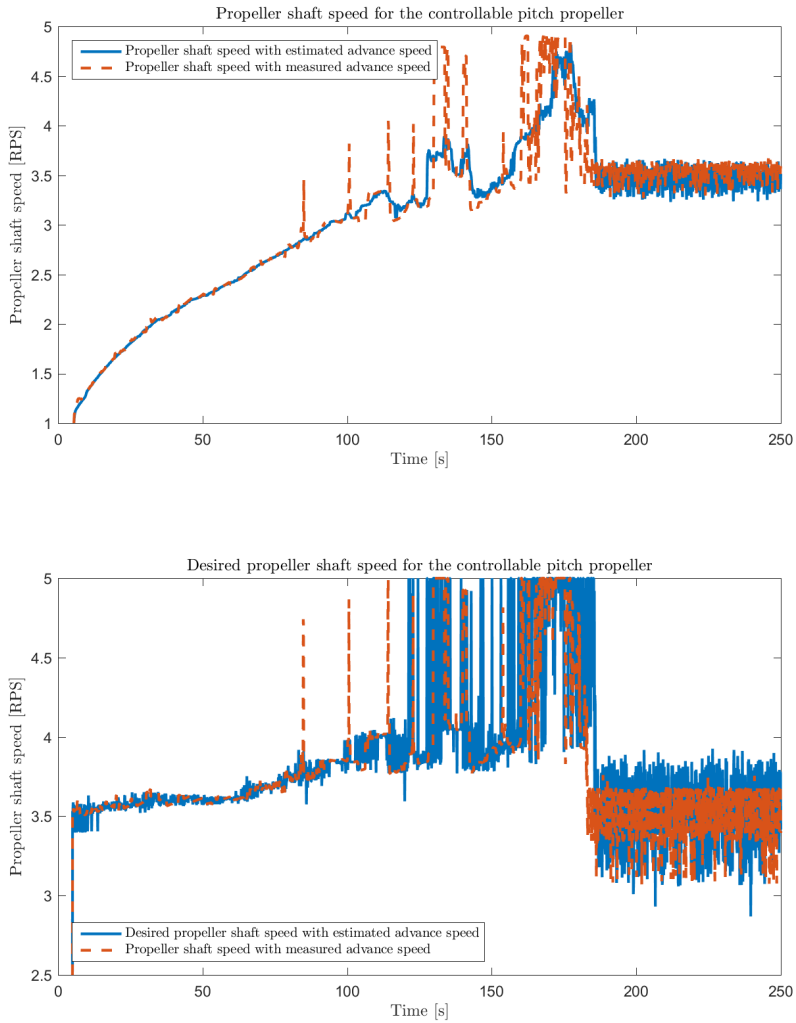 Propeller shaft speed for the controllable pitch propeller
5
4.5
4
3.5
3
2.5
2
1.5
1
Propeller shaft speed [RPS]
Propeller shaft speed with estimated advance speed
Propeller shaft speed with measured advance speed
0 50 100 150 200 250
Time [s]
Desired propeller shaft speed for the controllable pitch propeller
5
4.5
4
3.5
3
2.5
Propeller shaft speed [RPS]
Desired propeller shaft speed with estimated advance speed
Propeller shaft speed with measured advance speed
0 50 100 150 200 250
Time [s]